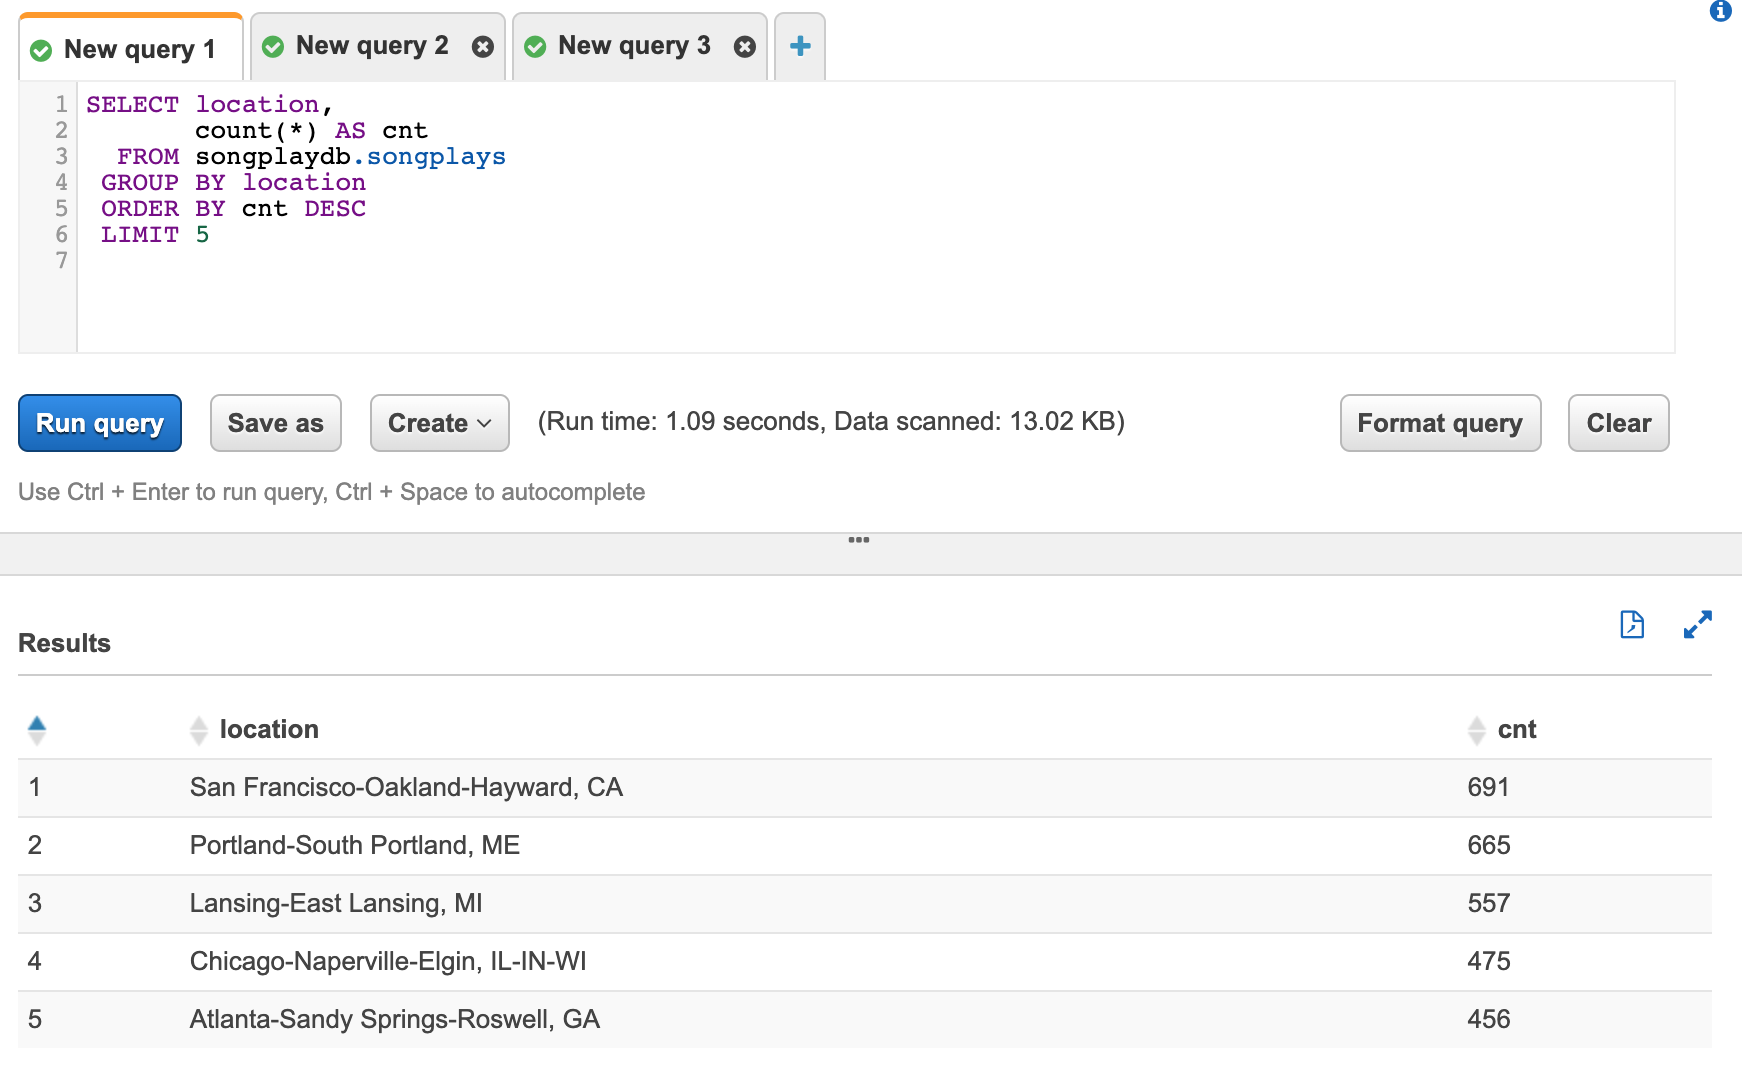 New query 1 New query 2 New query 3
1 SELECT location,
2        count(*) AS cnt
3   FROM songplaydb.songplays
4  GROUP BY location
5  ORDER BY cnt DESC
6  LIMIT 5
7
Run query Save as Create (Run time: 1.09 seconds, Data scanned: 13.02 KB) Format query Clear
Use Ctrl + Enter to run query, Ctrl + Space to autocomplete
Results
location cnt
1 San Francisco-Oakland-Hayward, CA 691
2 Portland-South Portland, ME 665
3 Lansing-East Lansing, MI 557
4 Chicago-Naperville-Elgin, IL-IN-WI 475
5 Atlanta-Sandy Springs-Roswell, GA 456